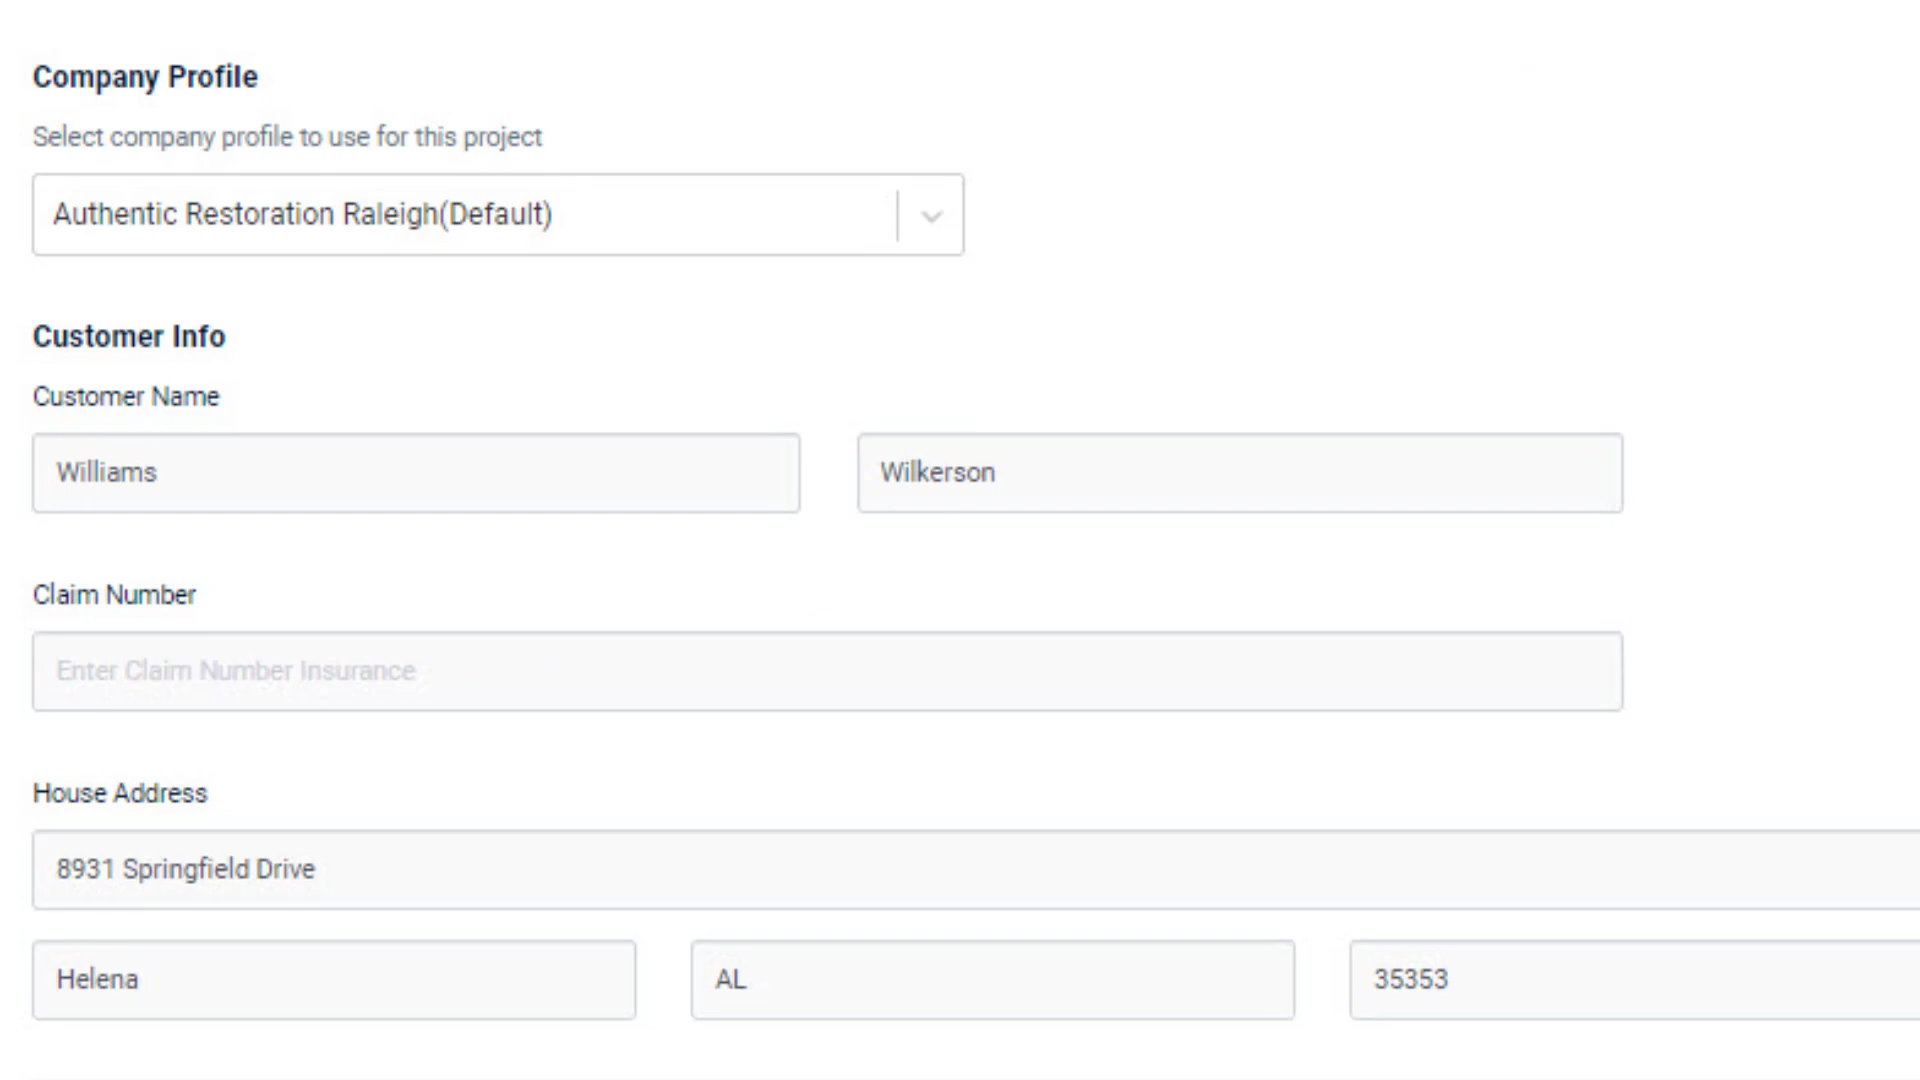 Company Profile
Select company profile to use for this project
Authentic Restoration Raleigh(Default)
Customer Info
Customer Name
Williams Wilkerson
Claim Number
Enter Claim Number Insurance
House Address
8931 Springfield Drive
Helena AL 35353